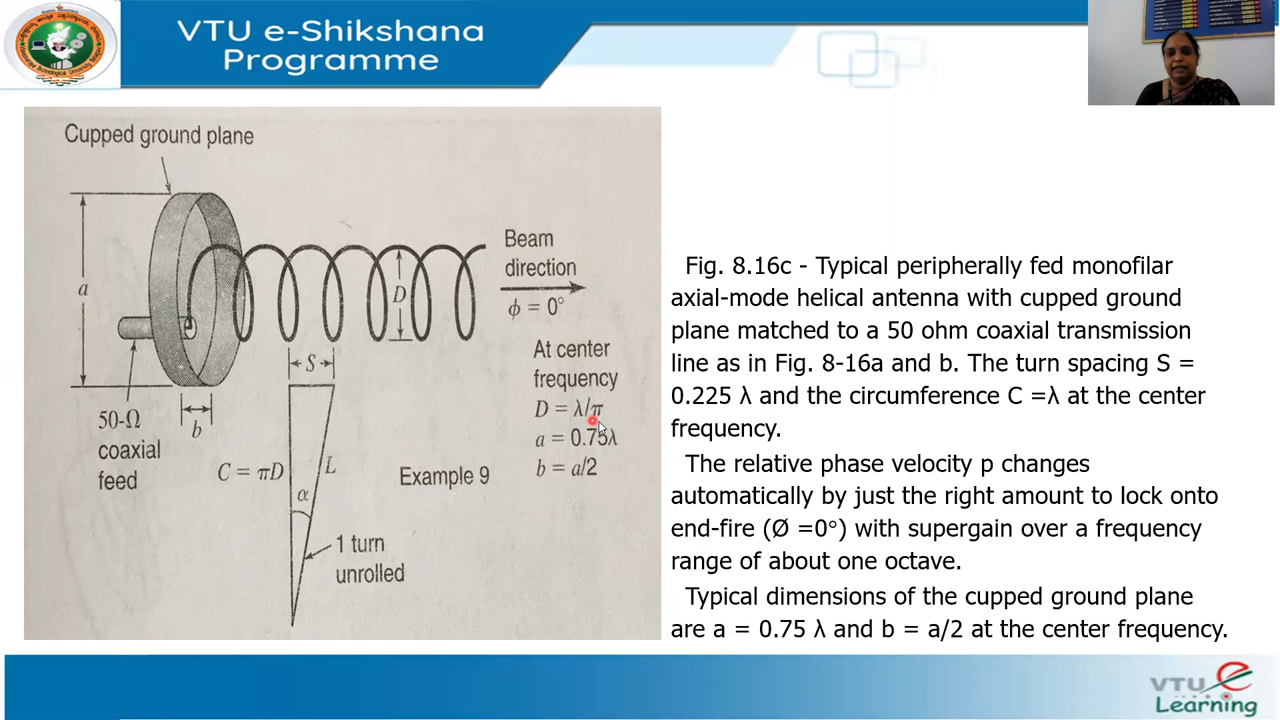 VTU e-Shikshana
Programme
Cupped ground plane
a
D
Beam
direction
ϕ = 0°
S
At center
frequency
D = λ/π
a = 0.75λ
b = a/2
b
50-Ω
coaxial
feed
C = πD
L
α
Example 9
1 turn
unrolled
Fig. 8.16c - Typical peripherally fed monofilar
axial-mode helical antenna with cupped ground
plane matched to a 50 ohm coaxial transmission
line as in Fig. 8-16a and b. The turn spacing S =
0.225 λ and the circumference C =λ at the center
frequency.
The relative phase velocity p changes
automatically by just the right amount to lock onto
end-fire (Ø =0°) with supergain over a frequency
range of about one octave.
Typical dimensions of the cupped ground plane
are a = 0.75 λ and b = a/2 at the center frequency.
VTU e
Learning